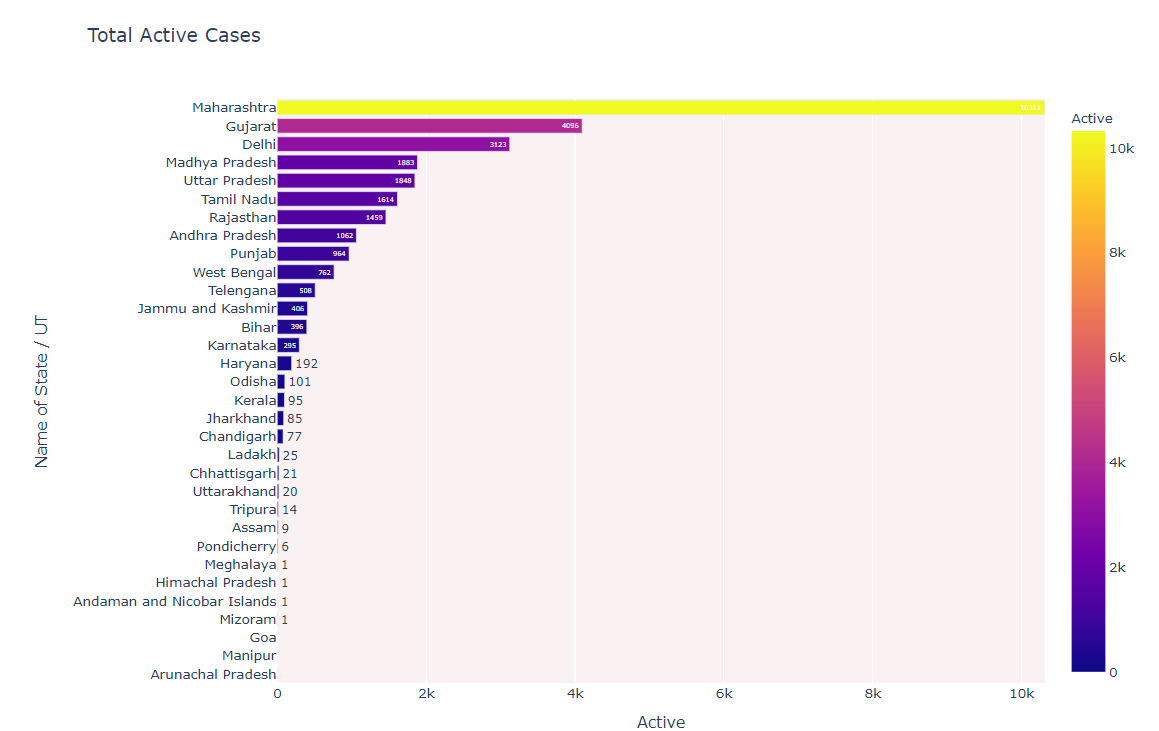 Total Active Cases
Active
Maharashtra
Gujarat 4096
Delhi 3123
Madhya Pradesh 1883
Uttar Pradesh 1848
Tamil Nadu 1614
Rajasthan 1459
Andhra Pradesh 1062
Punjab 964
West Bengal 762
Telengana 508
Jammu and Kashmir 406
Bihar 396
Karnataka 295
Haryana 192
Odisha 101
Kerala 95
Jharkhand 85
Chandigarh 77
Ladakh 25
Chhattisgarh 21
Uttarakhand 20
Tripura 14
Assam 9
Pondicherry 6
Meghalaya 1
Himachal Pradesh 1
Andaman and Nicobar Islands 1
Mizoram 1
Goa
Manipur
Arunachal Pradesh
0 2k 4k 6k 8k 10k
Active
Name of State / UT
10k
8k
6k
4k
2k
0